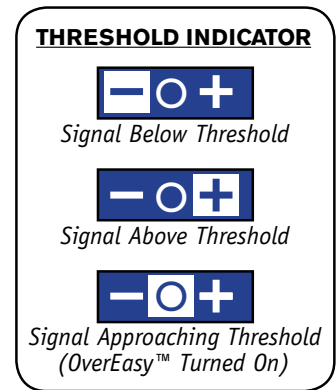 THRESHOLD INDICATOR
− ○ +
Signal Below Threshold
− ○ +
Signal Above Threshold
− ○ +
Signal Approaching Threshold
(OverEasy™ Turned On)